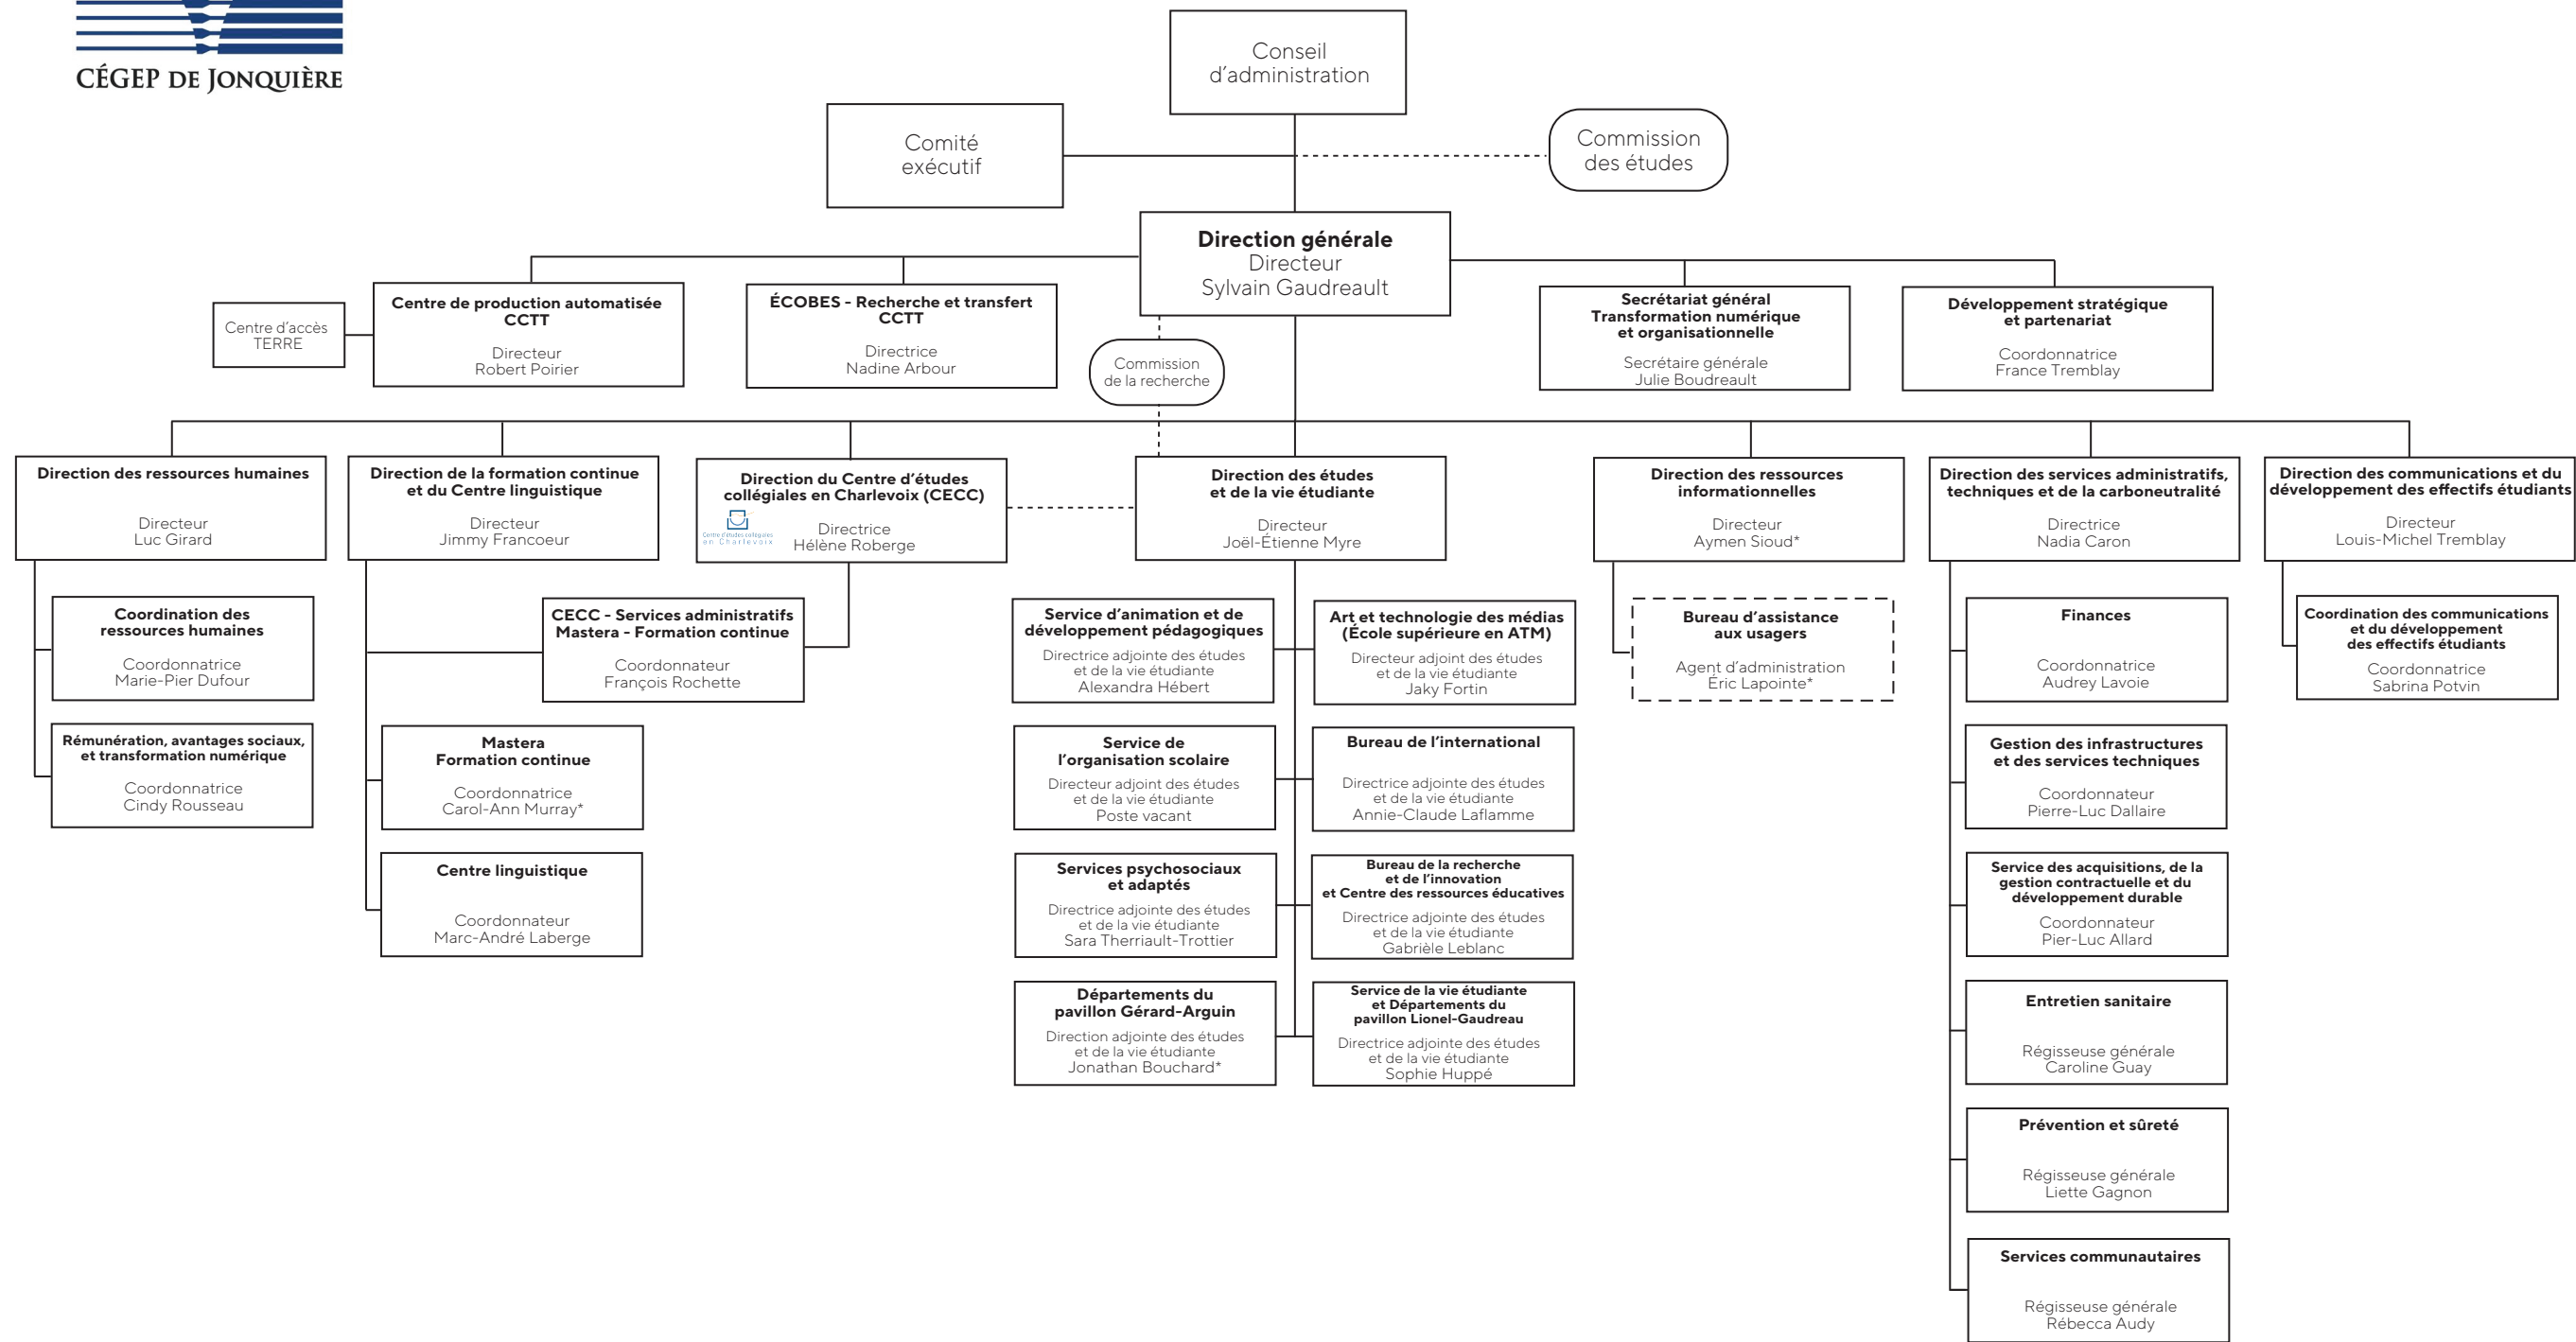 CÉGEP DE JONQUIÈRE
Conseil
d'administration
Comité
exécutif
Commission
des études
Direction générale
Directeur
Sylvain Gaudreault
Centre d'accès
TERRE
Centre de production automatisée
CCTT
Directeur
Robert Poirier
ÉCOBES - Recherche et transfert
CCTT
Directrice
Nadine Arbour
Commission
de la recherche
Secrétariat général
Transformation numérique
et organisationnelle
Secrétaire générale
Julie Boudreault
Développement stratégique
et partenariat
Coordonnatrice
France Tremblay
Direction des ressources humaines
Directeur
Luc Girard
Direction de la formation continue
et du Centre linguistique
Directeur
Jimmy Francoeur
Direction du Centre d'études
collégiales en Charlevoix (CECC)
Centre d'études collégiales
en Charlevoix
Directrice
Hélène Roberge
Direction des études
et de la vie étudiante
Directeur
Joël-Étienne Myre
Direction des ressources
informationnelles
Directeur
Aymen Sioud*
Direction des services administratifs,
techniques et de la carboneutralité
Directrice
Nadia Caron
Direction des communications et du
développement des effectifs étudiants
Directeur
Louis-Michel Tremblay
Coordination des
ressources humaines
Coordonnatrice
Marie-Pier Dufour
Rémunération, avantages sociaux,
et transformation numérique
Coordonnatrice
Cindy Rousseau
CECC - Services administratifs
Mastera - Formation continue
Coordonnateur
François Rochette
Mastera
Formation continue
Coordonnatrice
Carol-Ann Murray*
Centre linguistique
Coordonnateur
Marc-André Laberge
Service d'animation et de
développement pédagogiques
Directrice adjointe des études
et de la vie étudiante
Alexandra Hébert
Art et technologie des médias
(École supérieure en ATM)
Directeur adjoint des études
et de la vie étudiante
Jaky Fortin
Service de
l'organisation scolaire
Directeur adjoint des études
et de la vie étudiante
Poste vacant
Bureau de l'international
Directrice adjointe des études
et de la vie étudiante
Annie-Claude Laflamme
Services psychosociaux
et adaptés
Directrice adjointe des études
et de la vie étudiante
Sara Therriault-Trottier
Bureau de la recherche
et de l'innovation
et Centre des ressources éducatives
Directrice adjointe des études
et de la vie étudiante
Gabrièle Leblanc
Départements du
pavillon Gérard-Arguin
Direction adjointe des études
et de la vie étudiante
Jonathan Bouchard*
Service de la vie étudiante
et Départements du
pavillon Lionel-Gaudreau
Directrice adjointe des études
et de la vie étudiante
Sophie Huppé
Bureau d'assistance
aux usagers
Agent d'administration
Éric Lapointe*
Finances
Coordonnatrice
Audrey Lavoie
Gestion des infrastructures
et des services techniques
Coordonnateur
Pierre-Luc Dallaire
Service des acquisitions, de la
gestion contractuelle et du
développement durable
Coordonnateur
Pier-Luc Allard
Entretien sanitaire
Régisseuse générale
Caroline Guay
Prévention et sûreté
Régisseuse générale
Liette Gagnon
Services communautaires
Régisseuse générale
Rébecca Audy
Coordination des communications
et du développement
des effectifs étudiants
Coordonnatrice
Sabrina Potvin